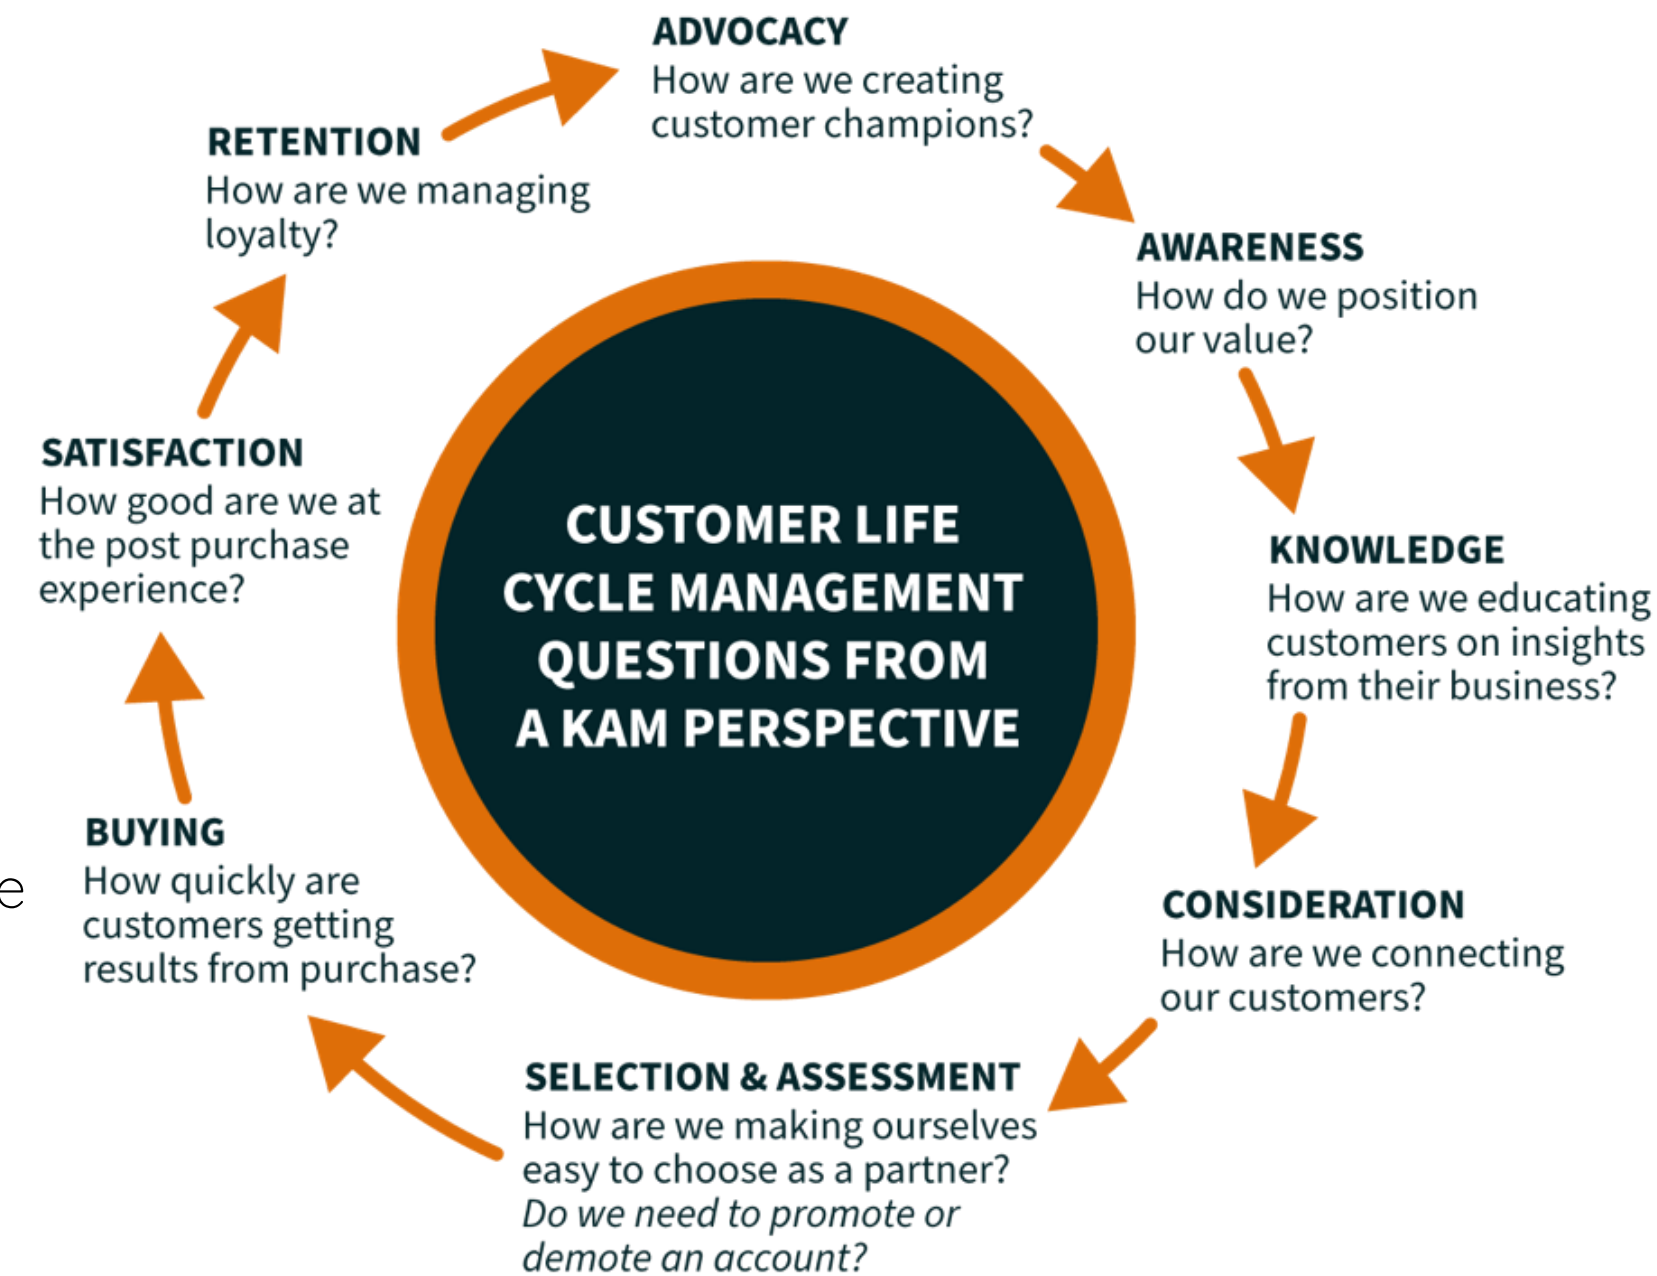 ADVOCACY
How are we creating
customer champions?
RETENTION
How are we managing
loyalty?
AWARENESS
How do we position
our value?
SATISFACTION
How good are we at
the post purchase
experience?
CUSTOMER LIFE
CYCLE MANAGEMENT
QUESTIONS FROM
A KAM PERSPECTIVE
KNOWLEDGE
How are we educating
customers on insights
from their business?
BUYING
How quickly are
customers getting
results from purchase?
e
CONSIDERATION
How are we connecting
our customers?
SELECTION & ASSESSMENT
How are we making ourselves
easy to choose as a partner?
Do we need to promote or
demote an account?